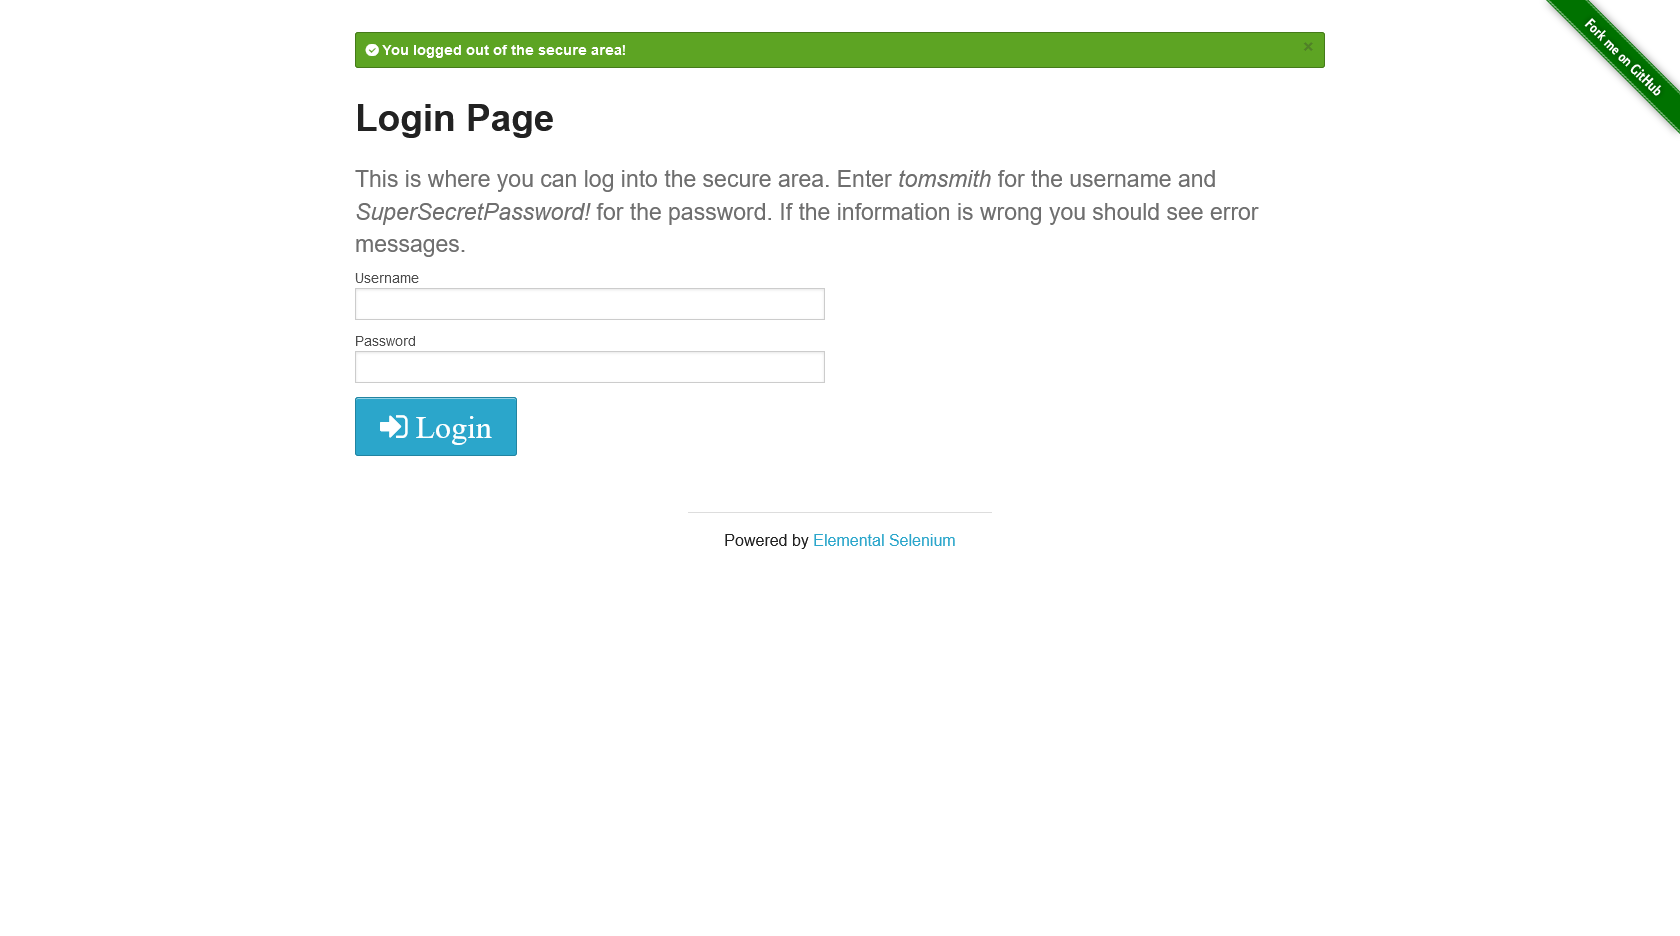 You logged out of the secure area!
×
Fork me on GitHub
Login Page
This is where you can log into the secure area. Enter tomsmith for the username and
SuperSecretPassword! for the password. If the information is wrong you should see error
messages.
Username
Password
Login
Powered by Elemental Selenium